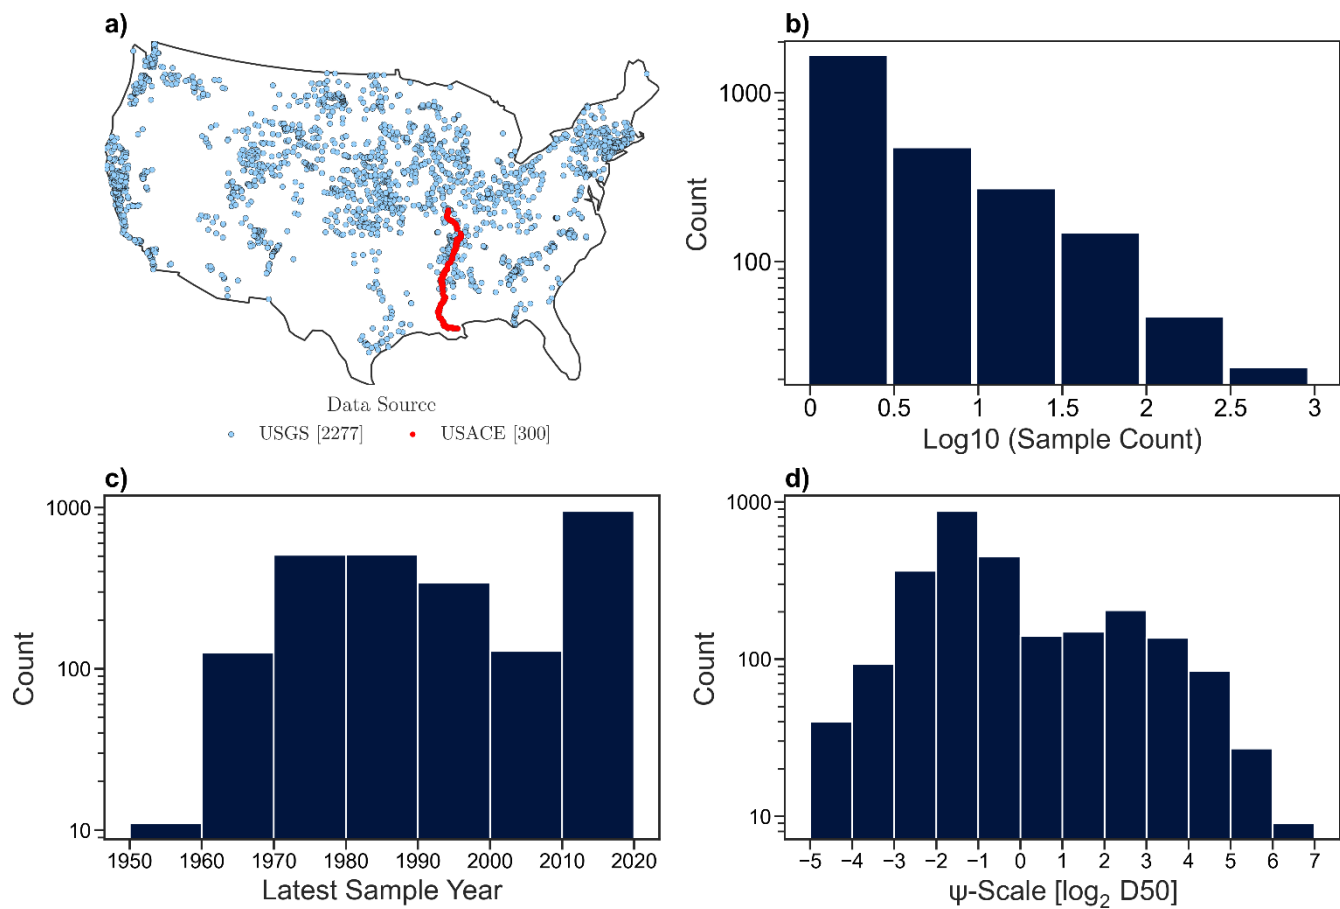 a)
Data Source
USGS [2277] USACE [300]
b)
1000
100
Count
0 0.5 1 1.5 2 2.5 3
Log10 (Sample Count)
c)
1000
100
10
Count
1950 1960 1970 1980 1990 2000 2010 2020
Latest Sample Year
d)
1000
100
10
Count
−5 −4 −3 −2 −1 0 1 2 3 4 5 6 7
ψ-Scale [log₂ D50]